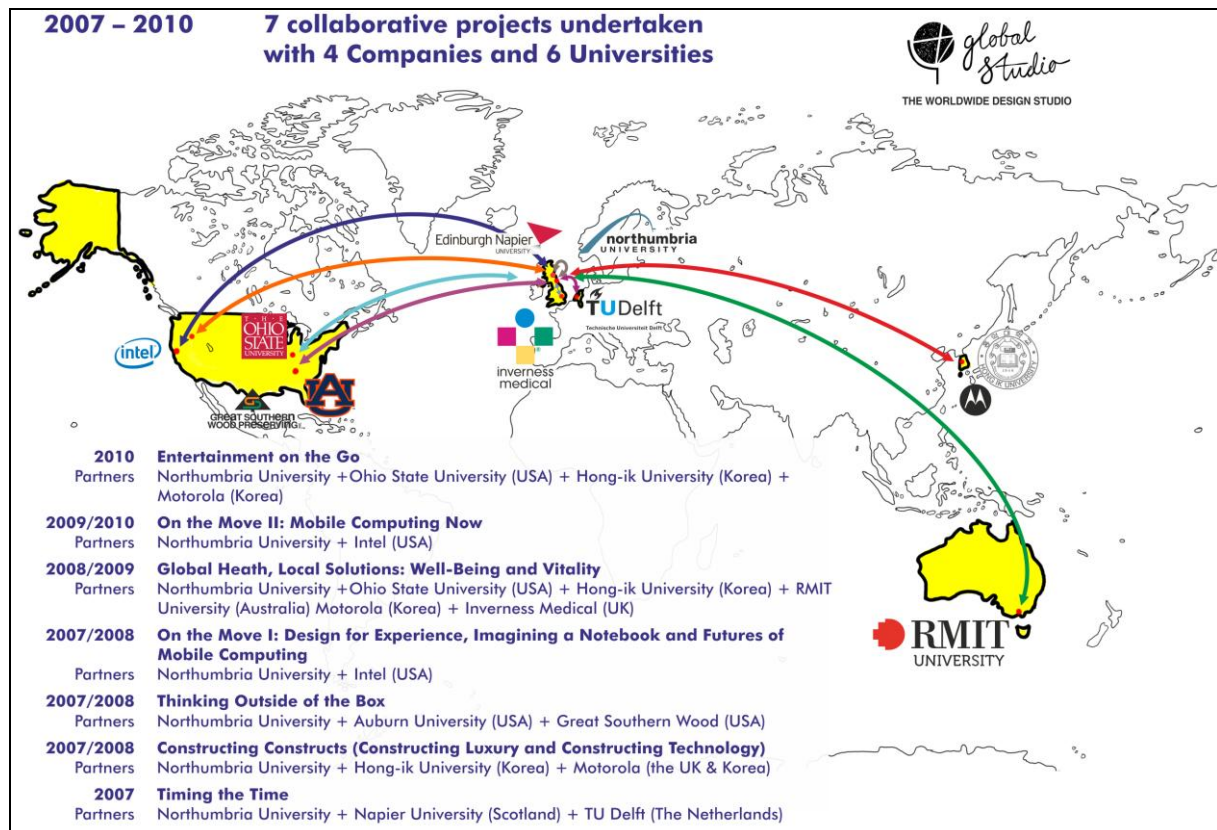 2007 – 2010 7 collaborative projects undertaken
with 4 Companies and 6 Universities
global
studio
THE WORLDWIDE DESIGN STUDIO
Edinburgh Napier
UNIVERSITY
northumbria
UNIVERSITY
TUDelft
Technische Universiteit Delft
inverness
medical
intel
T·H·E
OHIO
STATE
UNIVERSITY
GREAT SOUTHERN
WOOD PRESERVING
AU
HONGIK UNIVERSITY
RMIT
UNIVERSITY
2010 Entertainment on the Go
Partners Northumbria University +Ohio State University (USA) + Hong-ik University (Korea) +
Motorola (Korea)
2009/2010 On the Move II: Mobile Computing Now
Partners Northumbria University + Intel (USA)
2008/2009 Global Heath, Local Solutions: Well-Being and Vitality
Partners Northumbria University +Ohio State University (USA) + Hong-ik University (Korea) + RMIT
University (Australia) Motorola (Korea) + Inverness Medical (UK)
2007/2008 On the Move I: Design for Experience, Imagining a Notebook and Futures of
Mobile Computing
Partners Northumbria University + Intel (USA)
2007/2008 Thinking Outside of the Box
Partners Northumbria University + Auburn University (USA) + Great Southern Wood (USA)
2007/2008 Constructing Constructs (Constructing Luxury and Constructing Technology)
Partners Northumbria University + Hong-ik University (Korea) + Motorola (the UK & Korea)
2007 Timing the Time
Partners Northumbria University + Napier University (Scotland) + TU Delft (The Netherlands)